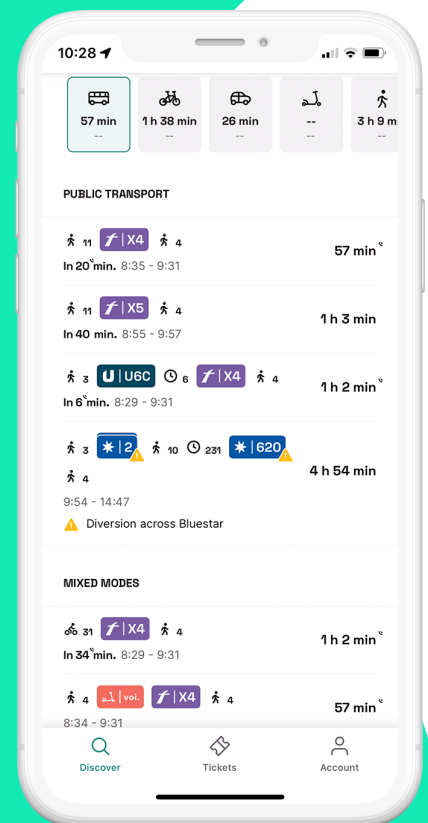 10:28
57 min 1 h 38 min 26 min -- 3 h 9 m
-- -- -- -- --
PUBLIC TRANSPORT
11 X4 4 57 min
In 20 min. 8:35 - 9:31
11 X5 4 1 h 3 min
In 40 min. 8:55 - 9:57
3 U U6C 6 X4 4 1 h 2 min
In 6 min. 8:29 - 9:31
3 2 10 231 620
4 4 h 54 min
9:54 - 14:47
Diversion across Bluestar
MIXED MODES
31 X4 4 1 h 2 min
In 34 min. 8:29 - 9:31
4 voi. X4 4 57 min
8:34 - 9:31
Discover Tickets Account